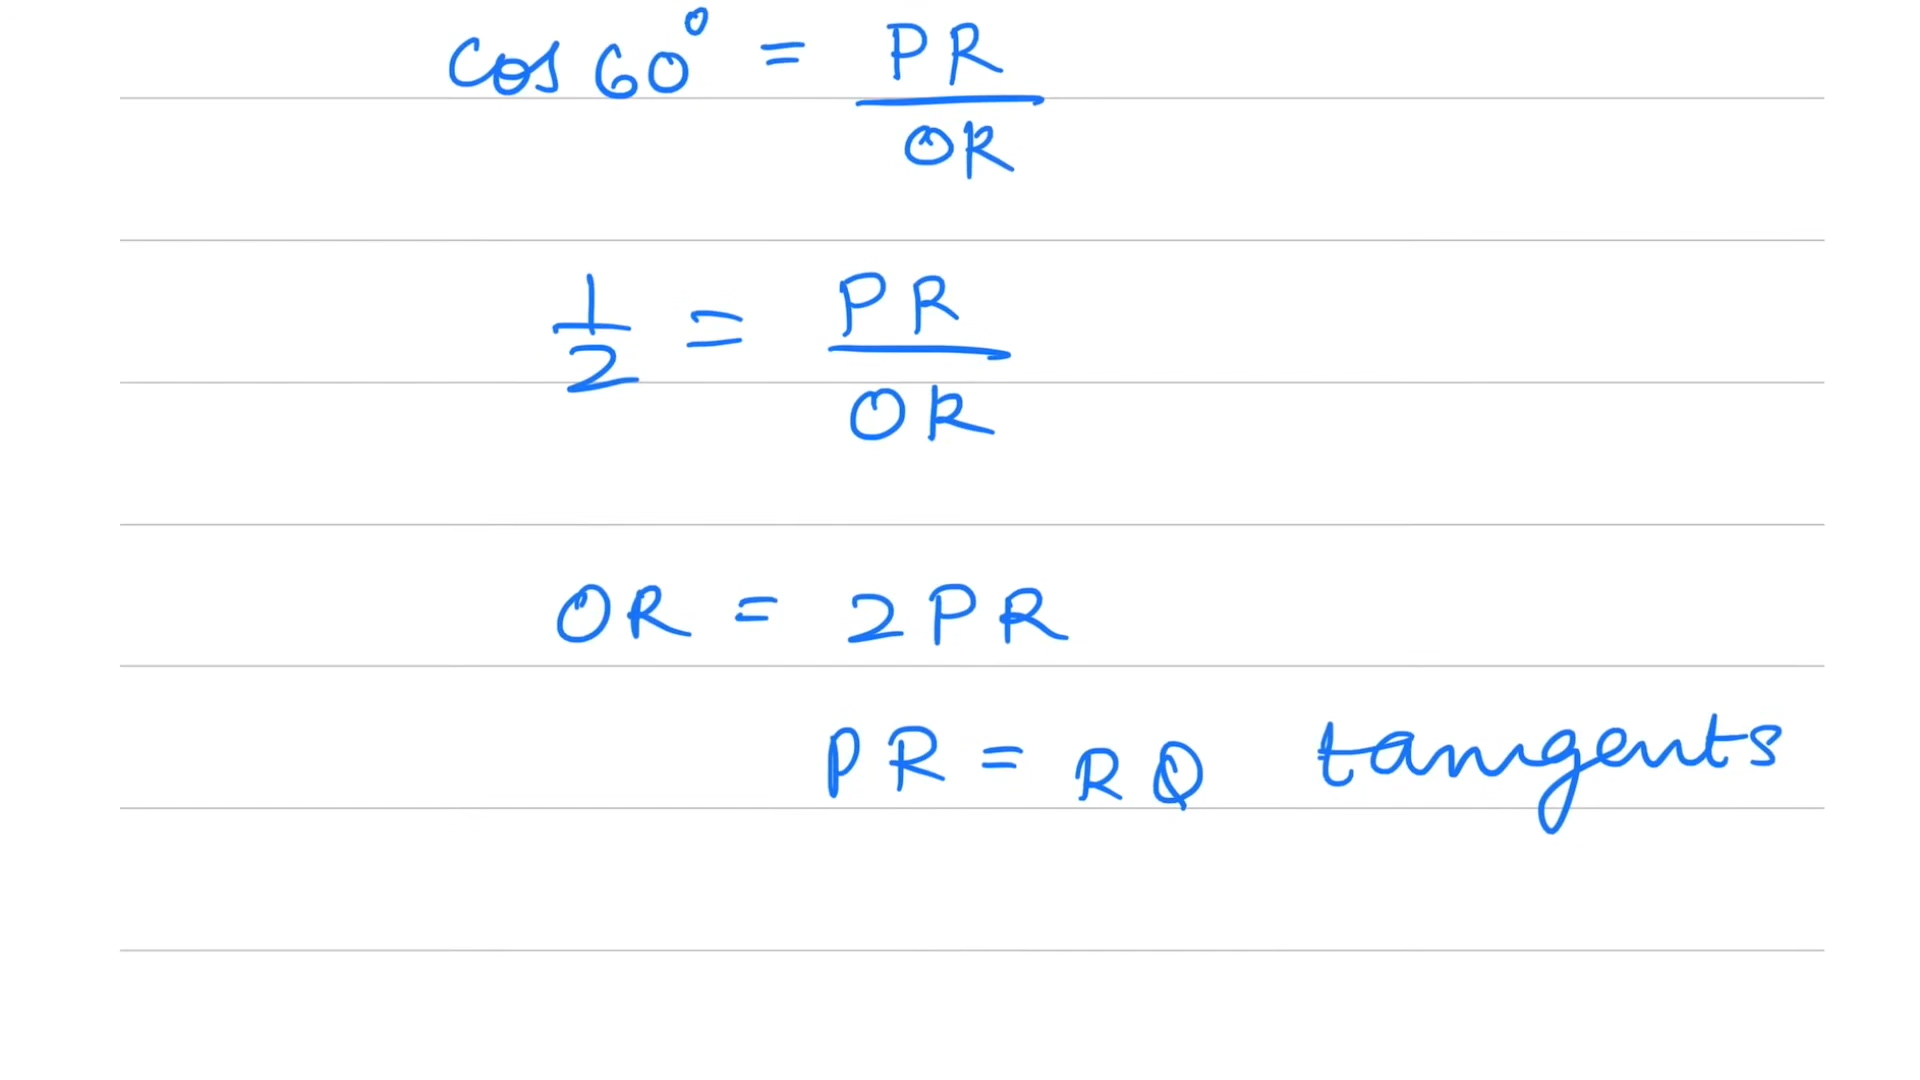 cos 60° = PR/OR
1/2 = PR/OR
OR = 2PR
PR = RQ tangents